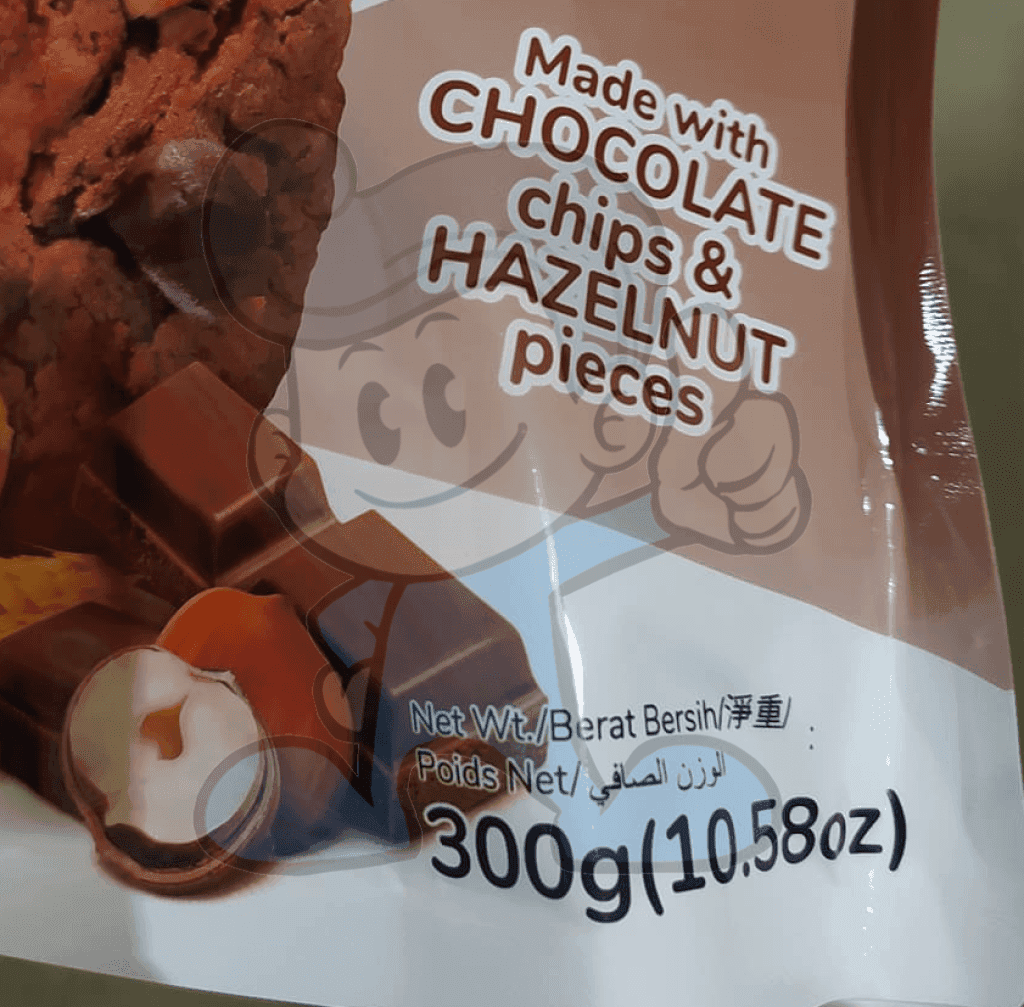 Made with
CHOCOLATE
chips &
HAZELNUT
pieces
Net Wt./Berat Bersih/淨重/
Poids Net/ الوزن الصافي :
300g(10.58oz)